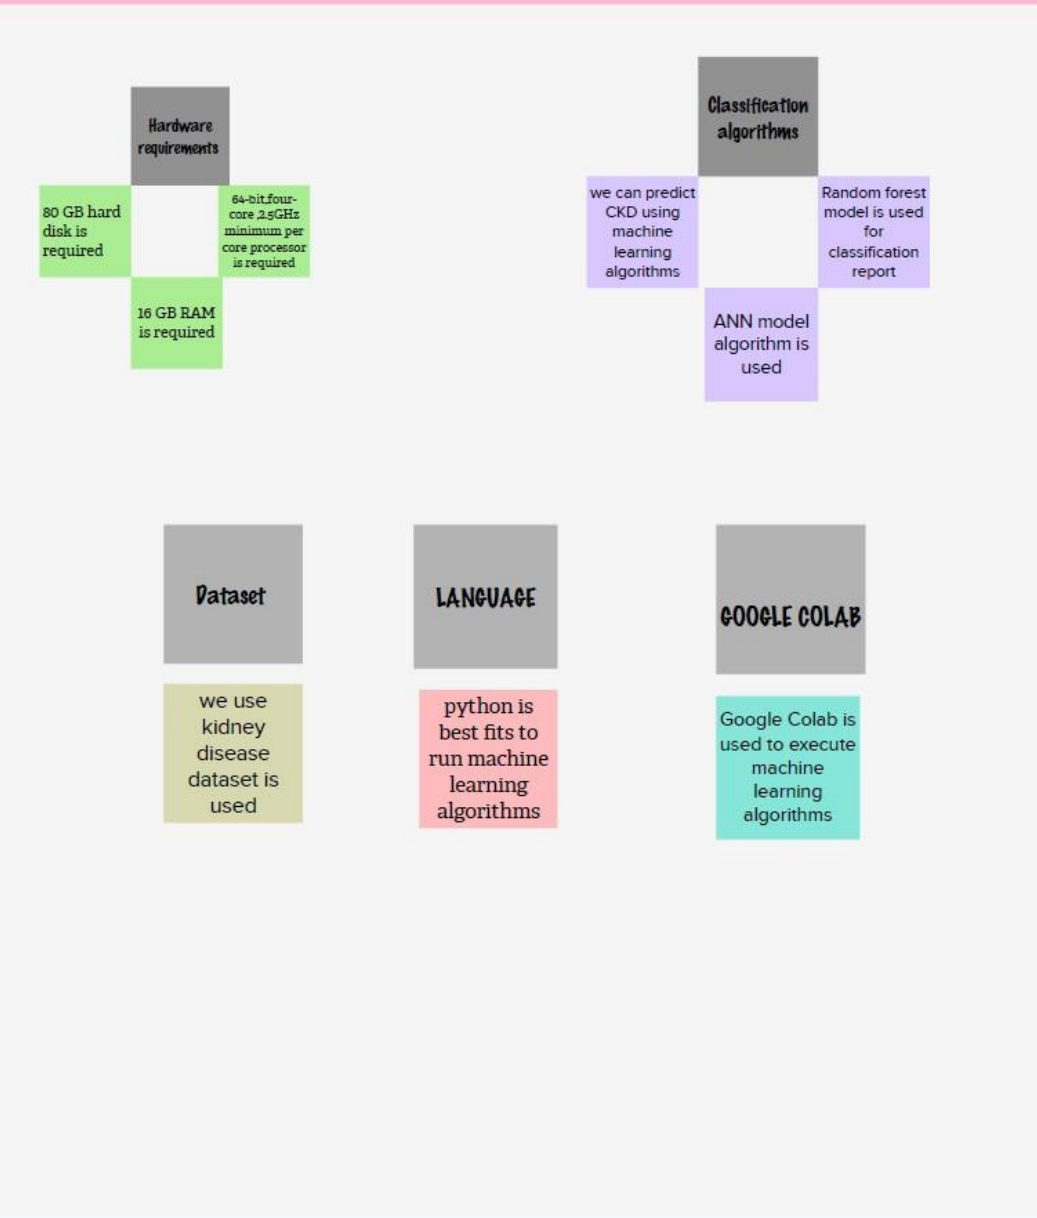 Hardware
requirements
80 GB hard
disk is
required
64-bit,four-
core ,2.5GHz
minimum per
core processor
is required
16 GB RAM
is required
Classification
algorithms
we can predict
CKD using
machine
learning
algorithms
Random forest
model is used
for
classification
report
ANN model
algorithm is
used
Dataset
we use
kidney
disease
dataset is
used
LANGUAGE
python is
best fits to
run machine
learning
algorithms
GOOGLE COLAB
Google Colab is
used to execute
machine
learning
algorithms